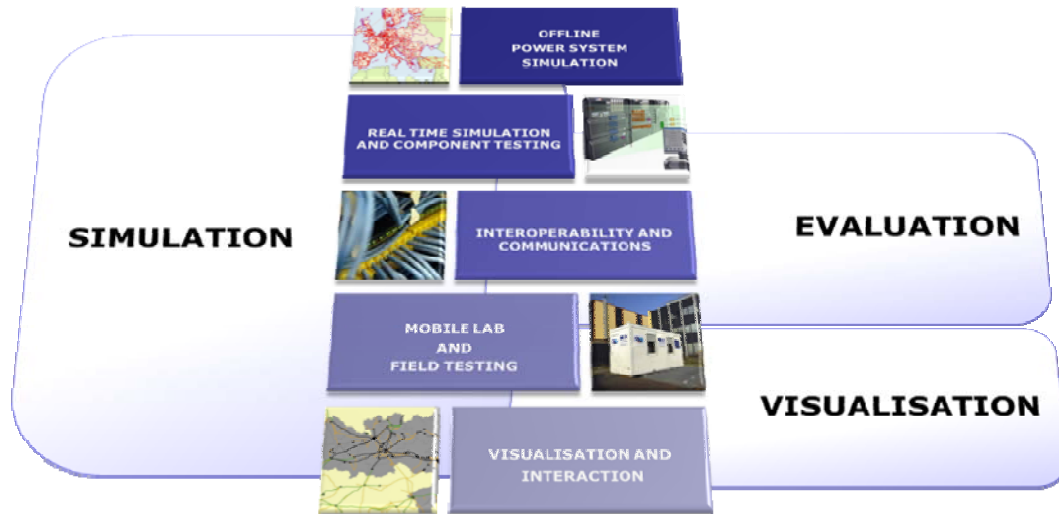 OFFLINE
POWER SYSTEM
SIMULATION
REAL TIME SIMULATION
AND COMPONENT TESTING
SIMULATION
INTEROPERABILITY AND
COMMUNICATIONS
EVALUATION
MOBILE LAB
AND
FIELD TESTING
VISUALISATION
VISUALISATION AND
INTERACTION